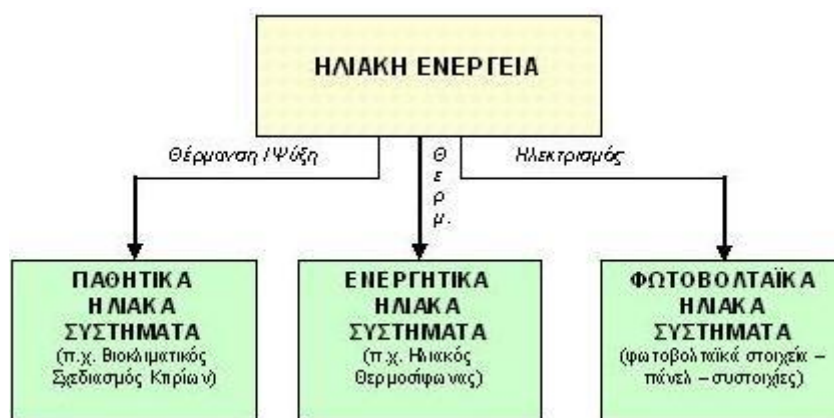 ΗΛΙΑΚΗ ΕΝΕΡΓΕΙΑ
Θέρμανση / Ψύξη
Θ
ε
ρ
μ.
Ηλεκτρισμός
ΠΑΘΗΤΙΚΑ
ΗΛΙΑΚΑ
ΣΥΣΤΗΜΑΤΑ
(π.χ. Βιοκλιματικός
Σχεδιασμός Κτιρίων)
ΕΝΕΡΓΗΤΙΚΑ
ΗΛΙΑΚΑ
ΣΥΣΤΗΜΑΤΑ
(π.χ. Ηλιακός
Θερμοσίφωνας)
ΦΩΤΟΒΟΛΤΑΪΚΑ
ΗΛΙΑΚΑ
ΣΥΣΤΗΜΑΤΑ
(φωτοβολταϊκά στοιχεία –
πάνελ – συστοιχίες)